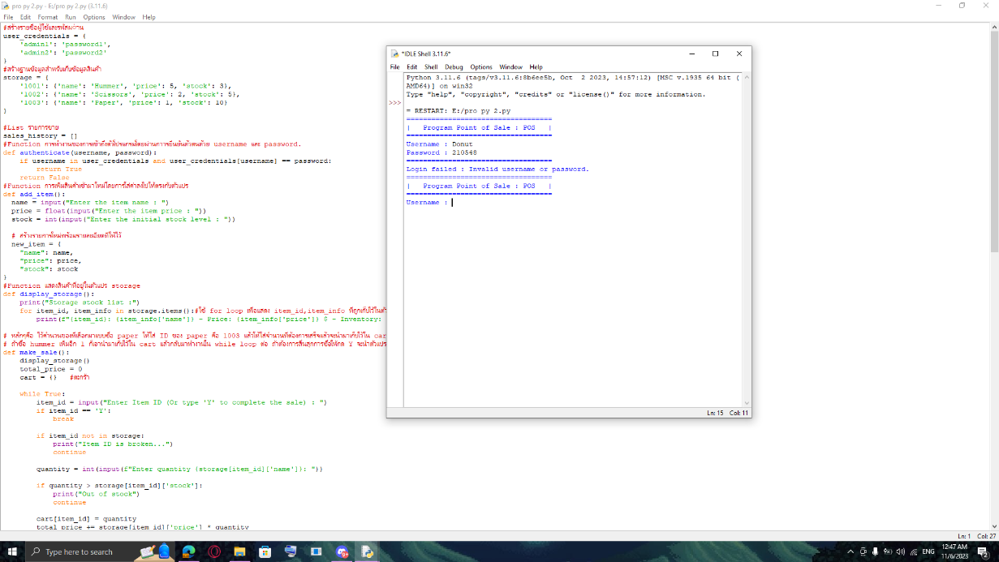 pro py 2.py - E:/pro py 2.py (3.11.6)
File Edit Format Run Options Window Help
#สร้างรายชื่อผู้ใช้และรหัสผ่าน
user_credentials = {
    'admin1': 'password1',
    'admin2': 'password2'
}
#สร้างฐานข้อมูลสำหรับเก็บข้อมูลสินค้า
storage = {
    '1001': {'name': 'Hummer', 'price': 5, 'stock': 3},
    '1002': {'name': 'Scissors', 'price': 2, 'stock': 5},
    '1003': {'name': 'Paper', 'price': 1, 'stock': 10}
}
#List รายการขาย
sales_history = []
#Function การทำงานของการเข้าถึงตัวโปรแกรมโดยผ่านการยืนยันตัวตนด้วย username และ password.
def authenticate(username, password):
    if username in user_credentials and user_credentials[username] == password:
        return True
    return False
#Function การเพิ่มสินค้าเข้ามาใหม่โดยการใส่ค่าลงไปให้ตรงกับตัวแปร
def add_item():
  name = input("Enter the item name : ")
  price = float(input("Enter the item price : "))
  stock = int(input("Enter the initial stock level : "))
  # สร้างรายการใหม่พร้อมรายละเอียดที่ให้ไว้
  new_item = {
    "name": name,
    "price": price,
    "stock": stock
}
#Function แสดงสินค้าที่อยู่ในตัวแปร storage
def display_storage():
    print("Storage stock list :")
    for item_id, item_info in storage.items():#ใช้ for loop เพื่อแสดง item_id,item_info ที่ถูกเก็บไว้ในตัว
        print(f"{item_id}: {item_info['name']} - Price: {item_info['price']} $ - Inventory:
# หลักๆคือ ไว้คำนวนของที่เลือกมาแบบซื้อ paper ให้ใส่ ID ของ paper คือ 1003 แล้วให้ใส่จำนวนที่ต้องการเสร็จแล้วจะนำมาเก็บไว้ใน car
# ถ้าซื้อ hummer เพิ่มอีก 1 ก็เอานำมาเก็บไว้ใน cart แล้วกลับมาทำงานใน while loop ต่อ ถ้าต้องการสิ้นสุดการซื้อให้กด Y จะนำตัวแปร
def make_sale():
    display_storage()
    total_price = 0
    cart = {}   #ตะกร้า
    while True:
        item_id = input("Enter Item ID (Or type 'Y' to complete the sale) : ")
        if item_id == 'Y':
            break
        if item_id not in storage:
            print("Item ID is broken...")
            continue
        quantity = int(input(f"Enter quantity {storage[item_id]['name']}: "))
        if quantity > storage[item_id]['stock']:
            print("Out of stock")
            continue
        cart[item_id] = quantity
        total_price += storage[item_id]['price'] * quantity
Ln: 1 Col: 27
*IDLE Shell 3.11.6*
File Edit Shell Debug Options Window Help
Python 3.11.6 (tags/v3.11.6:8b6ee5b, Oct  2 2023, 14:57:12) [MSC v.1935 64 bit (
AMD64)] on win32
Type "help", "copyright", "credits" or "license()" for more information.
>>>
= RESTART: E:/pro py 2.py
===================================
|   Program Point of Sale : POS   |
===================================
Username : Donut
Password : 210548
===================================
Login failed : Invalid username or password.
===================================
|   Program Point of Sale : POS   |
===================================
Username :
Ln: 15 Col: 11
Type here to search
ENG
12:47 AM
11/6/2023
2